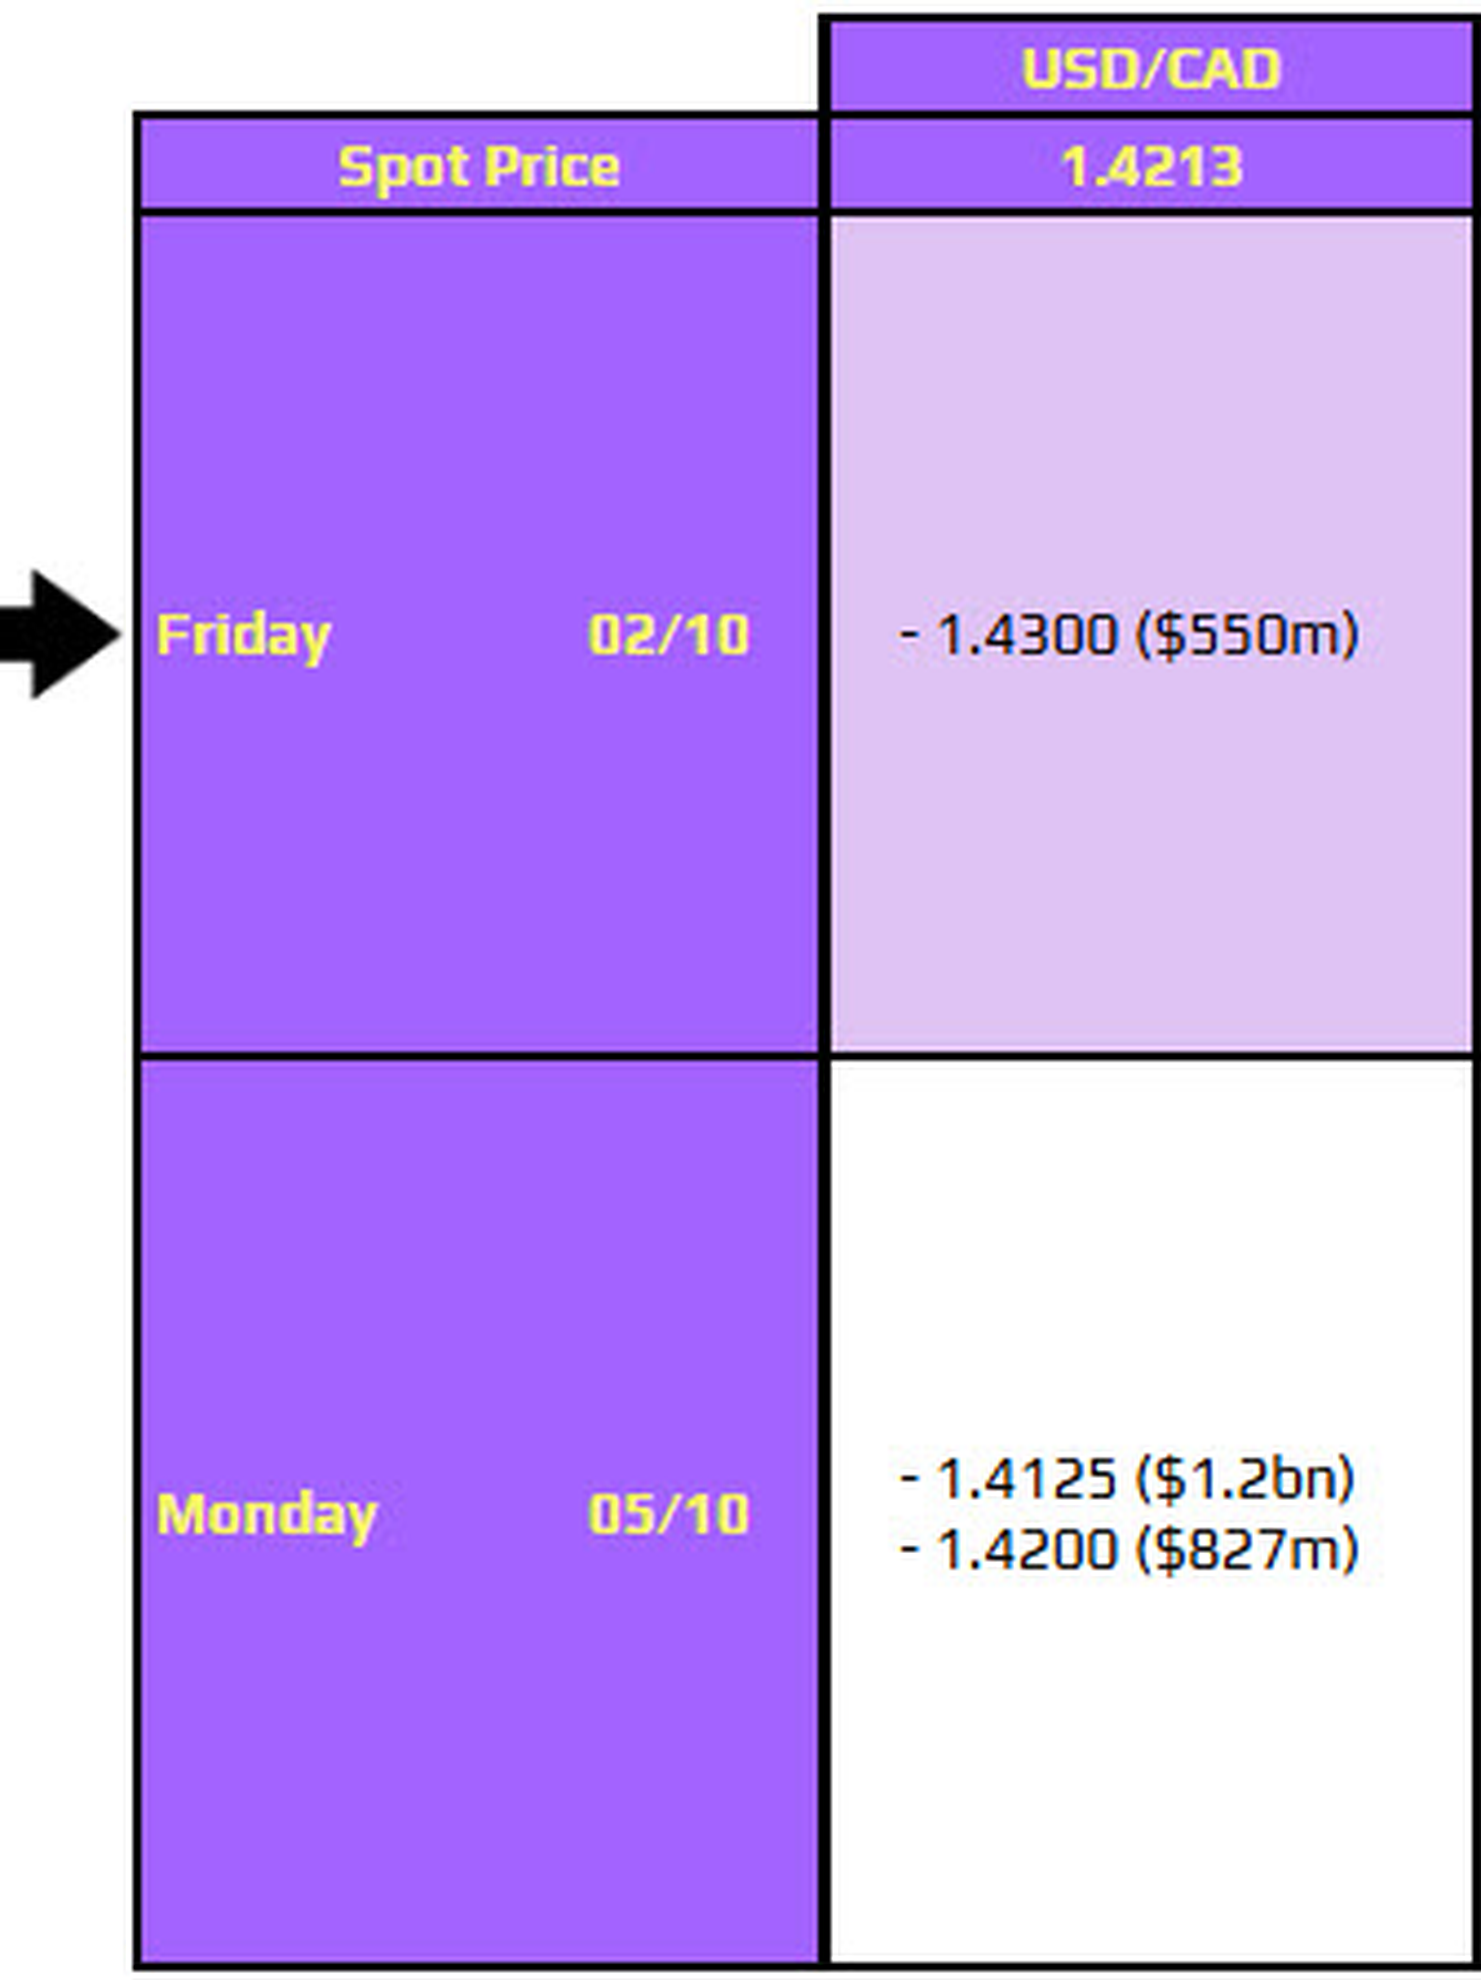 USD/CAD
Spot Price 1.4213
Friday 02/10 - 1.4300 ($550m)
Monday 05/10 - 1.4125 ($1.2bn)
- 1.4200 ($827m)